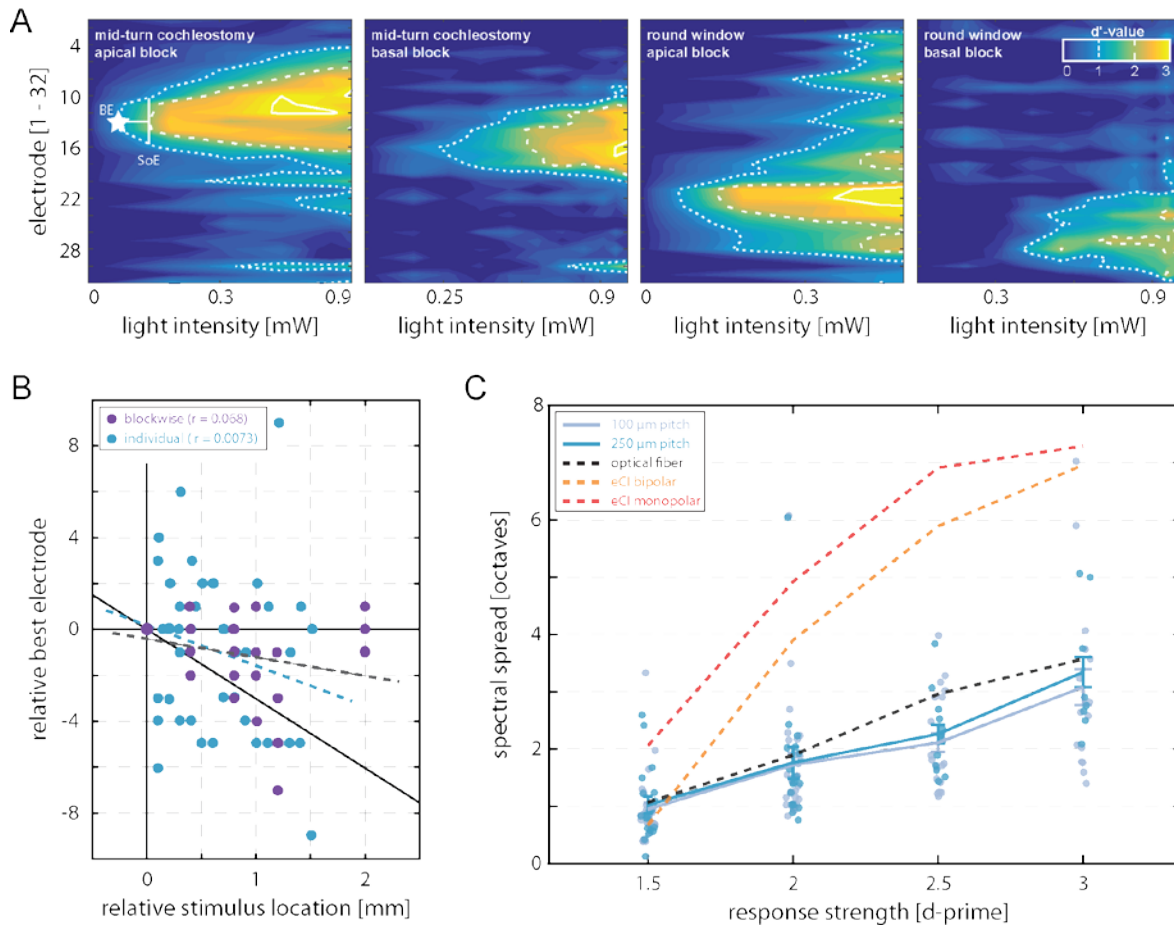 A
mid-turn cochleostomy
apical block
mid-turn cochleostomy
basal block
round window
apical block
round window
basal block
d'-value
0 1 2 3
electrode [1 - 32]
4
10
16
22
28
BE
SoE
0 0.3 0.9
0.25 0.9
0.3
0.3 0.9
light intensity [mW]
light intensity [mW]
light intensity [mW]
light intensity [mW]
B
blockwise (r = 0.068)
individual (r = 0.0073)
relative best electrode
8
4
0
-4
-8
0 1 2
relative stimulus location [mm]
C
100 µm pitch
250 µm pitch
optical fiber
eCI bipolar
eCI monopolar
spectral spread [octaves]
8
6
4
2
0
1.5 2 2.5 3
response strength [d-prime]